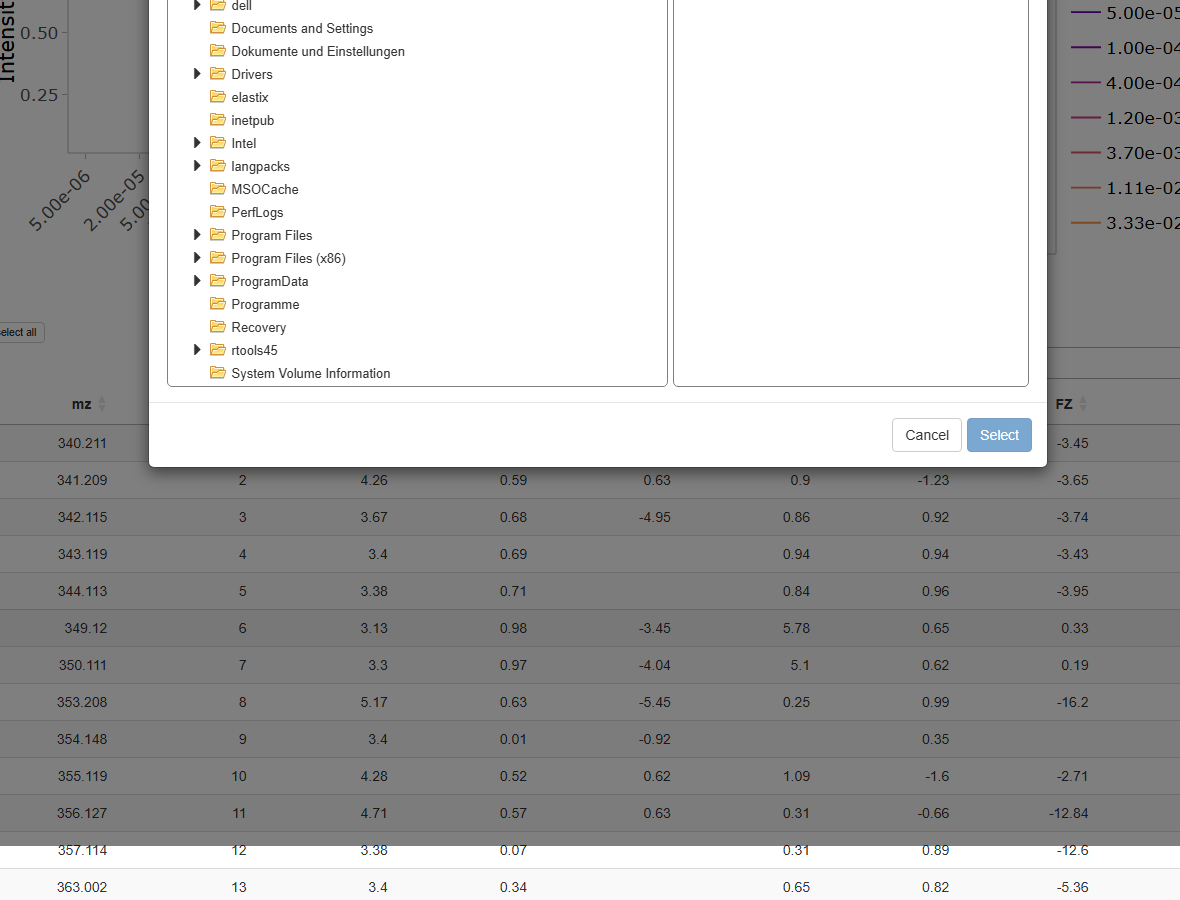 dell
Documents and Settings
Dokumente und Einstellungen
Drivers
elastix
inetpub
Intel
langpacks
MSOCache
PerfLogs
Program Files
Program Files (x86)
ProgramData
Programme
Recovery
rtools45
System Volume Information
Cancel Select
0.50
0.25
5.00e-06
2.00e-05
5.00
5.00e-05
1.00e-04
4.00e-04
1.20e-03
3.70e-03
1.11e-02
3.33e-02
elect all
mz FZ
340.211 -3.45
341.209 2 4.26 0.59 0.63 0.9 -1.23 -3.65
342.115 3 3.67 0.68 -4.95 0.86 0.92 -3.74
343.119 4 3.4 0.69 0.94 0.94 -3.43
344.113 5 3.38 0.71 0.84 0.96 -3.95
349.12 6 3.13 0.98 -3.45 5.78 0.65 0.33
350.111 7 3.3 0.97 -4.04 5.1 0.62 0.19
353.208 8 5.17 0.63 -5.45 0.25 0.99 -16.2
354.148 9 3.4 0.01 -0.92 0.35
355.119 10 4.28 0.52 0.62 1.09 -1.6 -2.71
356.127 11 4.71 0.57 0.63 0.31 -0.66 -12.84
357.114 12 3.38 0.07 0.31 0.89 -12.6
363.002 13 3.4 0.34 0.65 0.82 -5.36